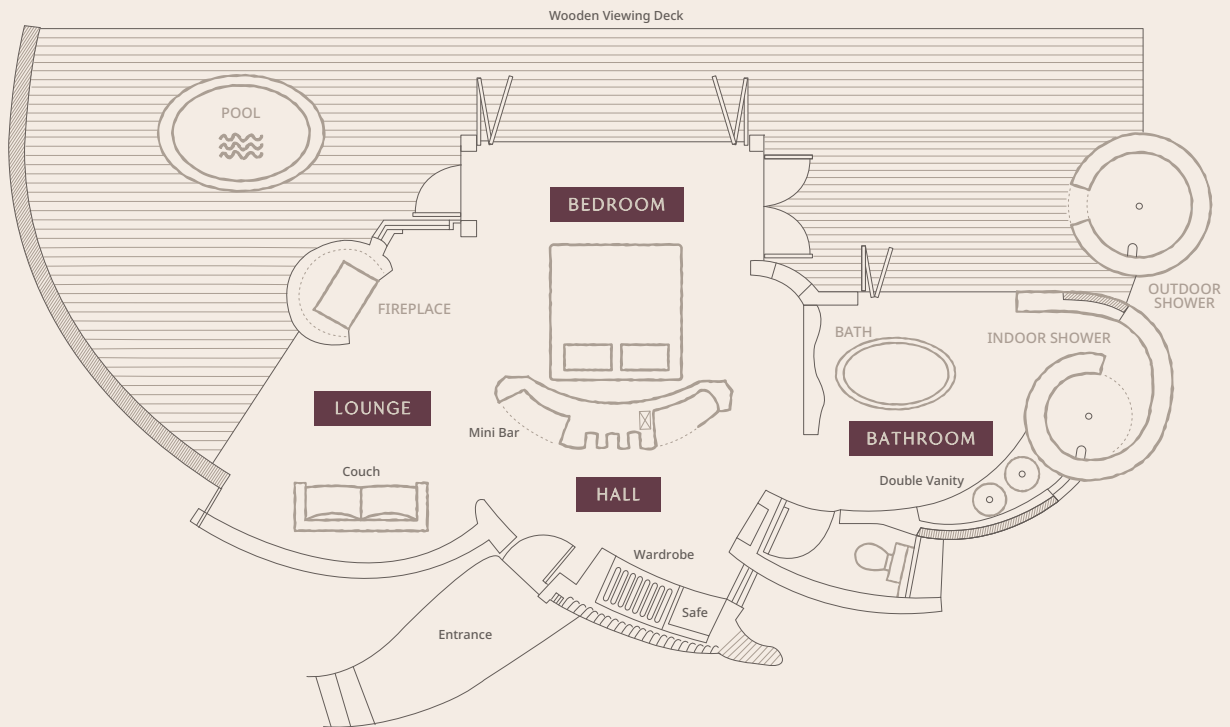 Wooden Viewing Deck
POOL
BEDROOM
FIREPLACE
OUTDOOR
SHOWER
BATH
INDOOR SHOWER
LOUNGE
Mini Bar
BATHROOM
Couch
HALL
Double Vanity
Wardrobe
Safe
Entrance